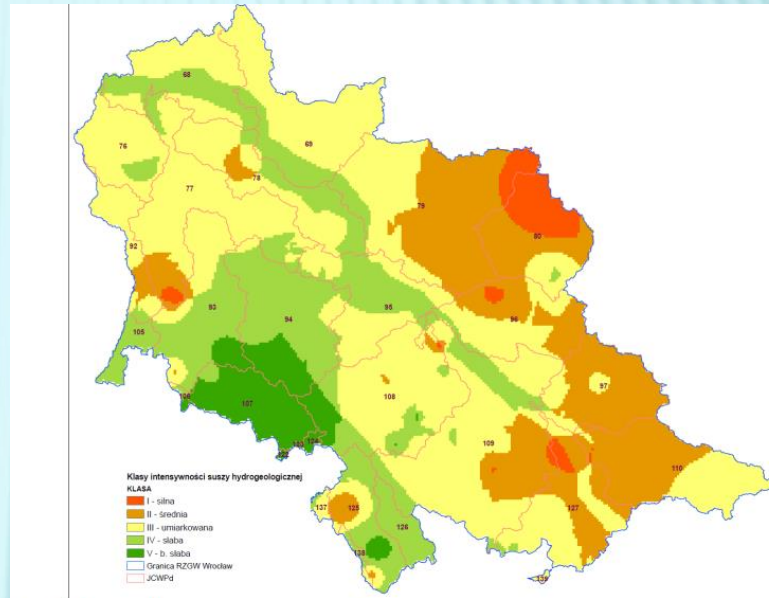 68
69
76
78
77
79
80
92
93
94
95
96
105
97
108
106
107
109
110
127
137
125
126
138
139
Klasy intensywności suszy hydrogeologicznej
KLASA
I - silna
II - średnia
III - umiarkowana
IV - słaba
V - b. słaba
Granica RZGW Wrocław
JCWPd